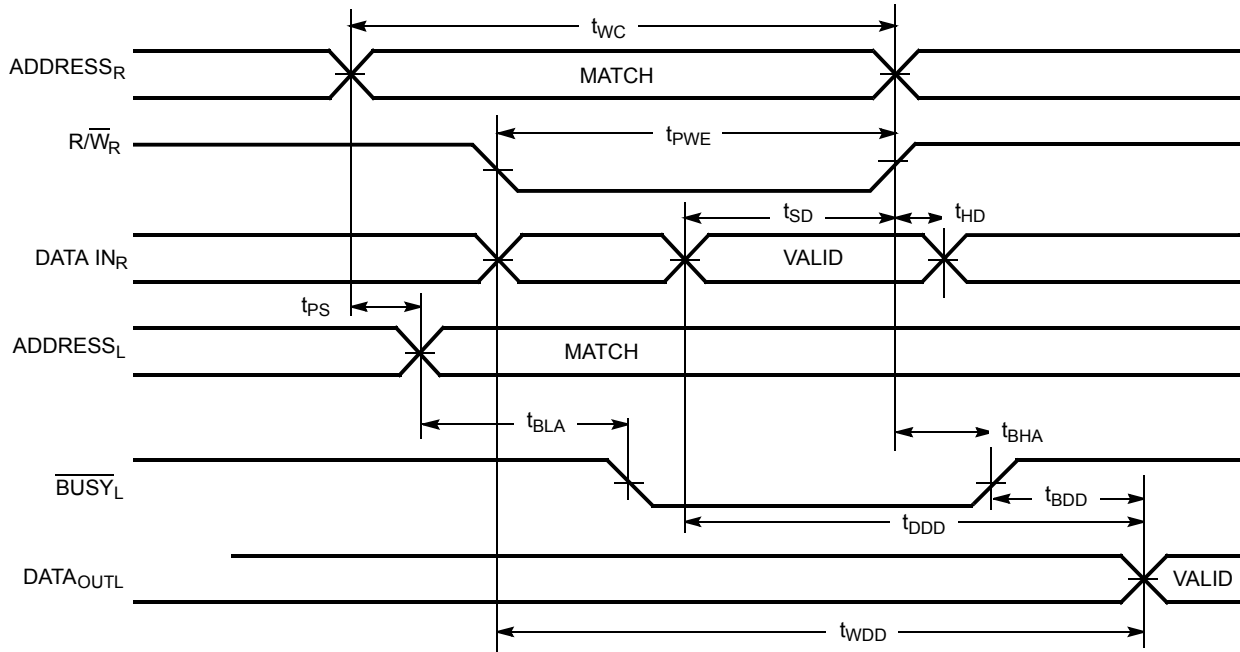 tWC
ADDRESSR
MATCH
R/W̅R
tPWE
tSD
tHD
DATA INR
VALID
tPS
ADDRESSL
MATCH
tBLA
tBHA
BUSYL
tBDD
tDDD
DATAOUTL
VALID
tWDD